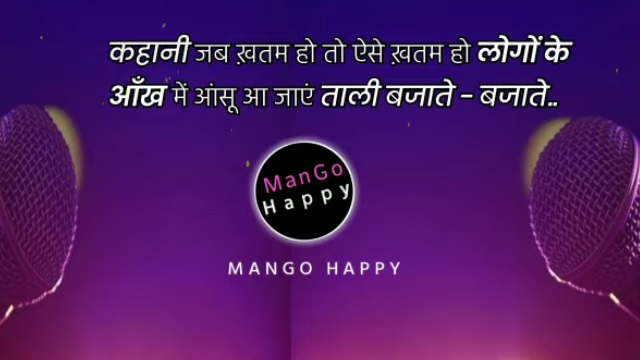 कहानी जब ख़तम हो तो ऐसे ख़तम हो लोगों के
आँख में आंसू आ जाएं ताली बजाते - बजाते..
ManGo
Happy
MANGO HAPPY